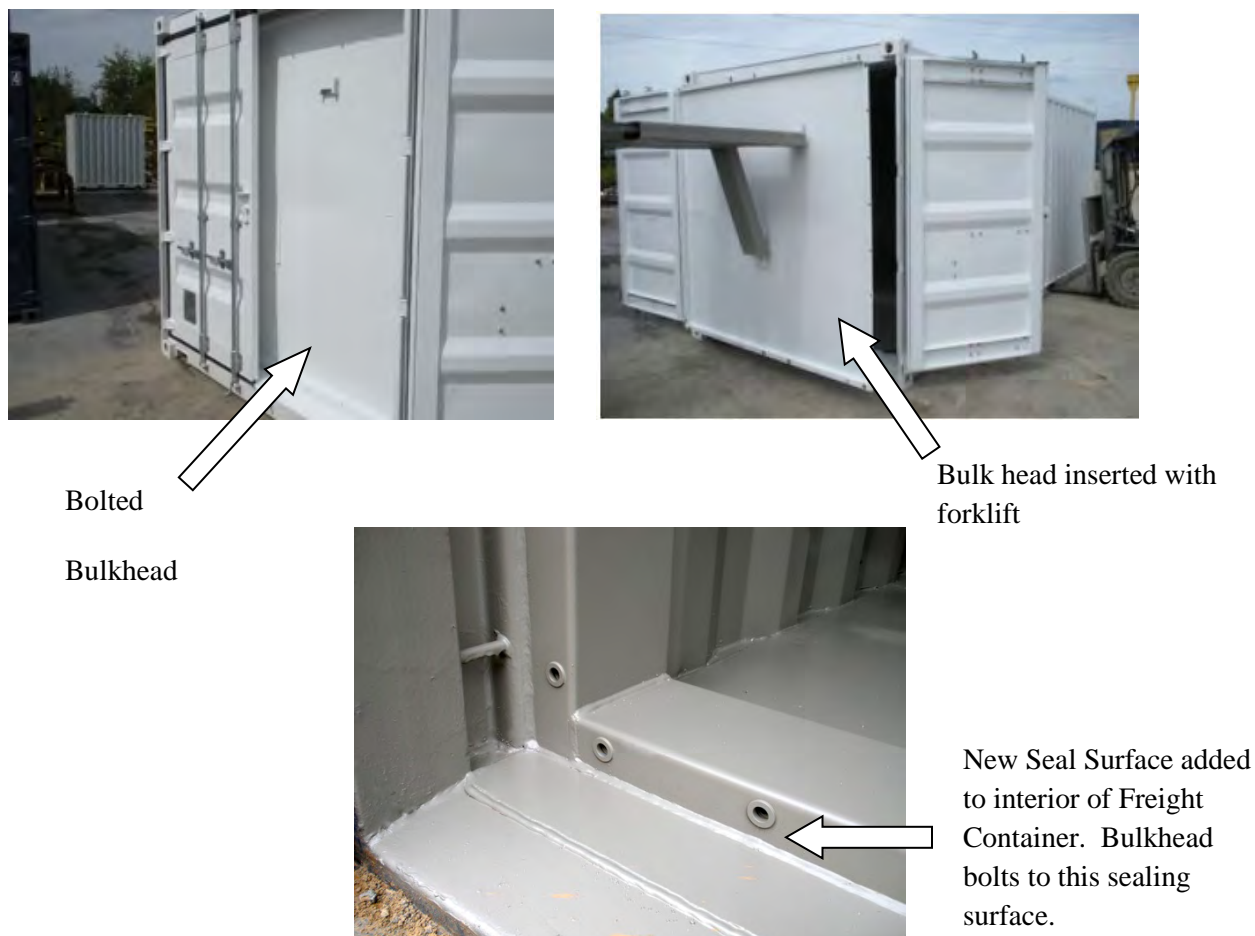 Bolted
Bulkhead
Bulk head inserted with
forklift
New Seal Surface added
to interior of Freight
Container.  Bulkhead
bolts to this sealing
surface.